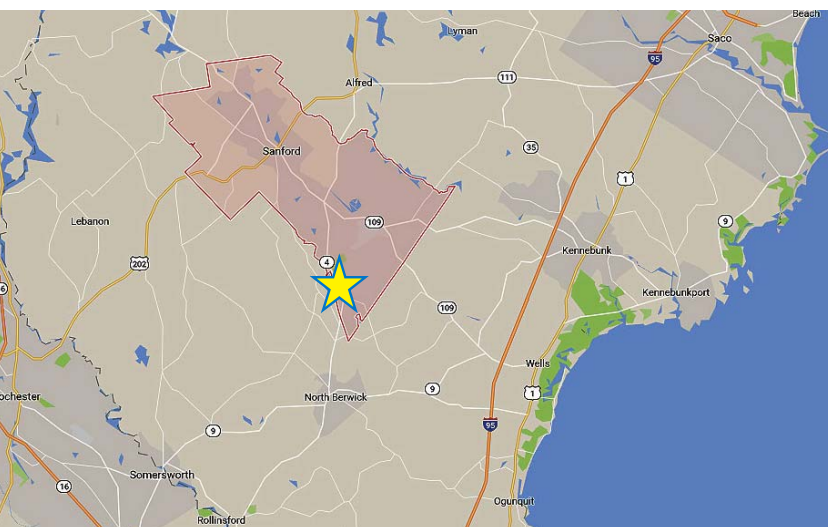 Beach
Lyman
Saco
95
Alfred
111
35
Sanford
1
Lebanon
109
9
4
Kennebunk
202
Kennebunkport
109
Wells
9
1
North Berwick
ochester
95
9
Somersworth
16
Ogunquit
Rollinsford